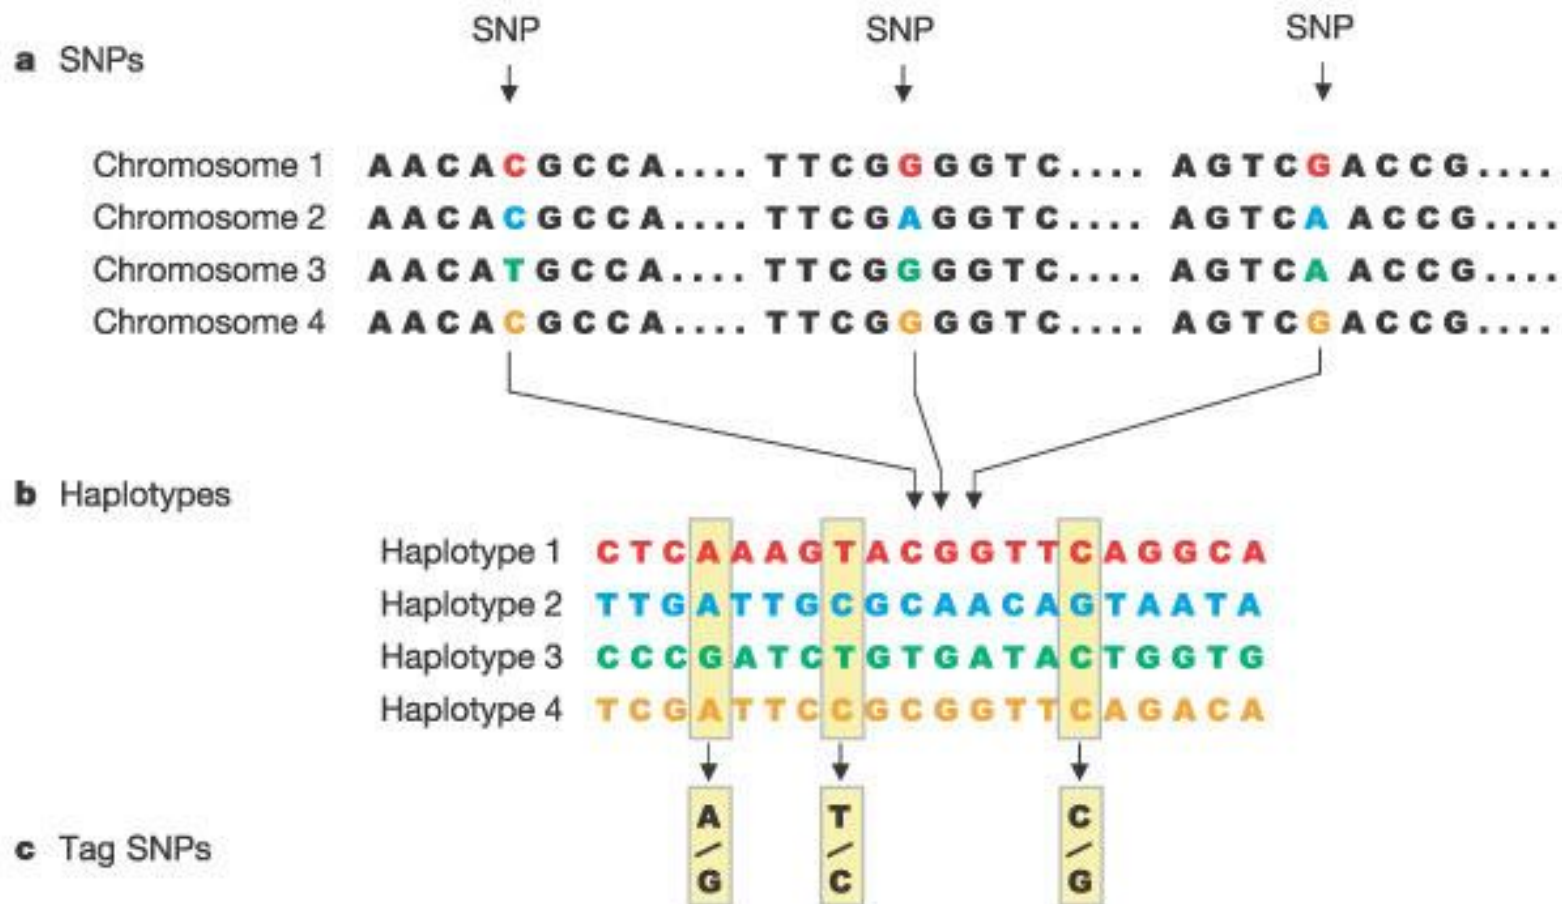 SNP SNP SNP
a SNPs
Chromosome 1 AACACGCCA.... TTCGGGGTC.... AGTCGACCG....
Chromosome 2 AACACGCCA.... TTCGAGGTC.... AGTCAACCG....
Chromosome 3 AACATGCCA.... TTCGGGGTC.... AGTCAACCG....
Chromosome 4 AACACGCCA.... TTCGGGGTC.... AGTCGACCG....
b Haplotypes
Haplotype 1 CTCAAAGTACGGTTCAGGCA
Haplotype 2 TTGATTGCGCAACAGTAATA
Haplotype 3 CCCGATCTGTGATACTGGTG
Haplotype 4 TCGATTCCGCGGTTCAGACA
c Tag SNPs
A/G T/C C/G